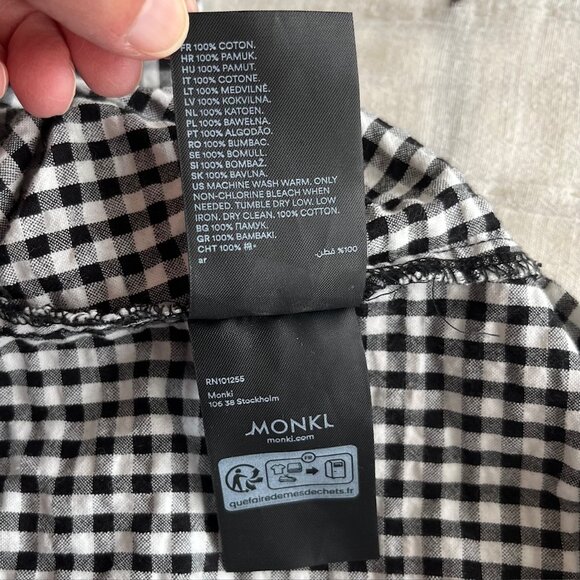 FR 100% COTON.
HR 100% PAMUK.
HU 100% PAMUT.
IT 100% COTONE.
LT 100% MEDVILNĖ.
LV 100% KOKVILNA.
NL 100% KATOEN.
PL 100% BAWEŁNA.
PT 100% ALGODÃO.
RO 100% BUMBAC.
SE 100% BOMULL.
SI 100% BOMBAŽ.
SK 100% BAVLNA.
US MACHINE WASH WARM. ONLY
NON-CHLORINE BLEACH WHEN
NEEDED. TUMBLE DRY LOW. LOW
IRON. DRY CLEAN. 100% COTTON.
BG 100% ПАМУК.
GR 100% BAMBAKI.
CHT 100% 棉。
ar 100% قطن.
RN101255
Monki
106 38 Stockholm
MONKI
monki.com
FR
quefairedemesdechets.fr